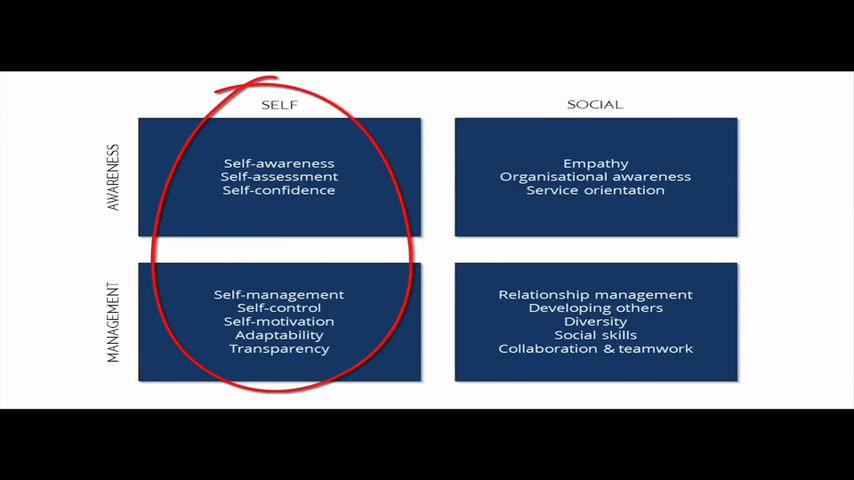 SELF
SOCIAL
AWARENESS
Self-awareness
Self-assessment
Self-confidence
Empathy
Organisational awareness
Service orientation
MANAGEMENT
Self-management
Self-control
Self-motivation
Adaptability
Transparency
Relationship management
Developing others
Diversity
Social skills
Collaboration & teamwork